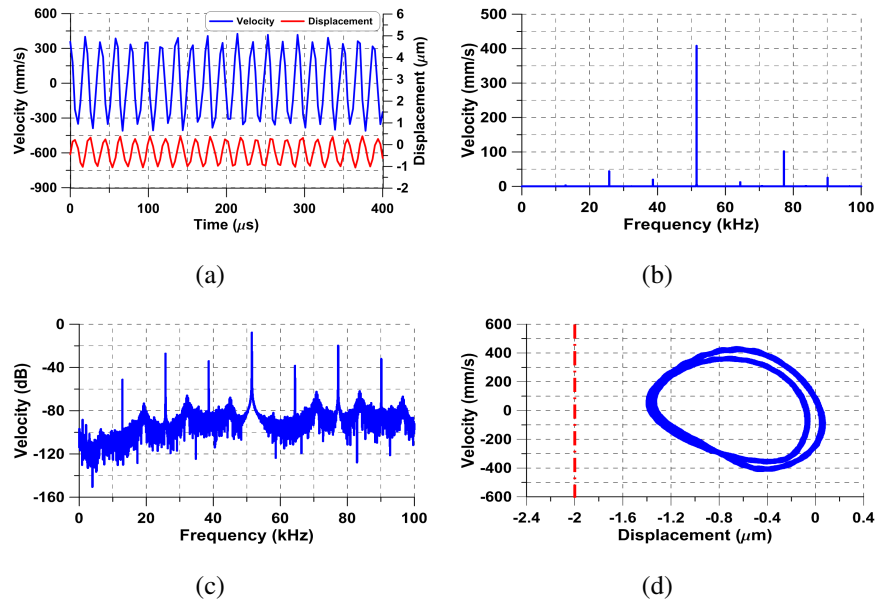 Velocity Displacement
600
300
0
-300
-600
-900
Velocity (mm/s)
6
5
4
3
2
1
0
-1
-2
Displacement (μm)
0 100 200 300 400
Time (μs)
(a)
500
400
300
200
100
0
Velocity (mm/s)
0 20 40 60 80 100
Frequency (kHz)
(b)
0
-40
-80
-120
-160
Velocity (dB)
0 20 40 60 80 100
Frequency (kHz)
(c)
600
400
200
0
-200
-400
-600
Velocity (mm/s)
-2.4 -2 -1.6 -1.2 -0.8 -0.4 0 0.4
Displacement (μm)
(d)